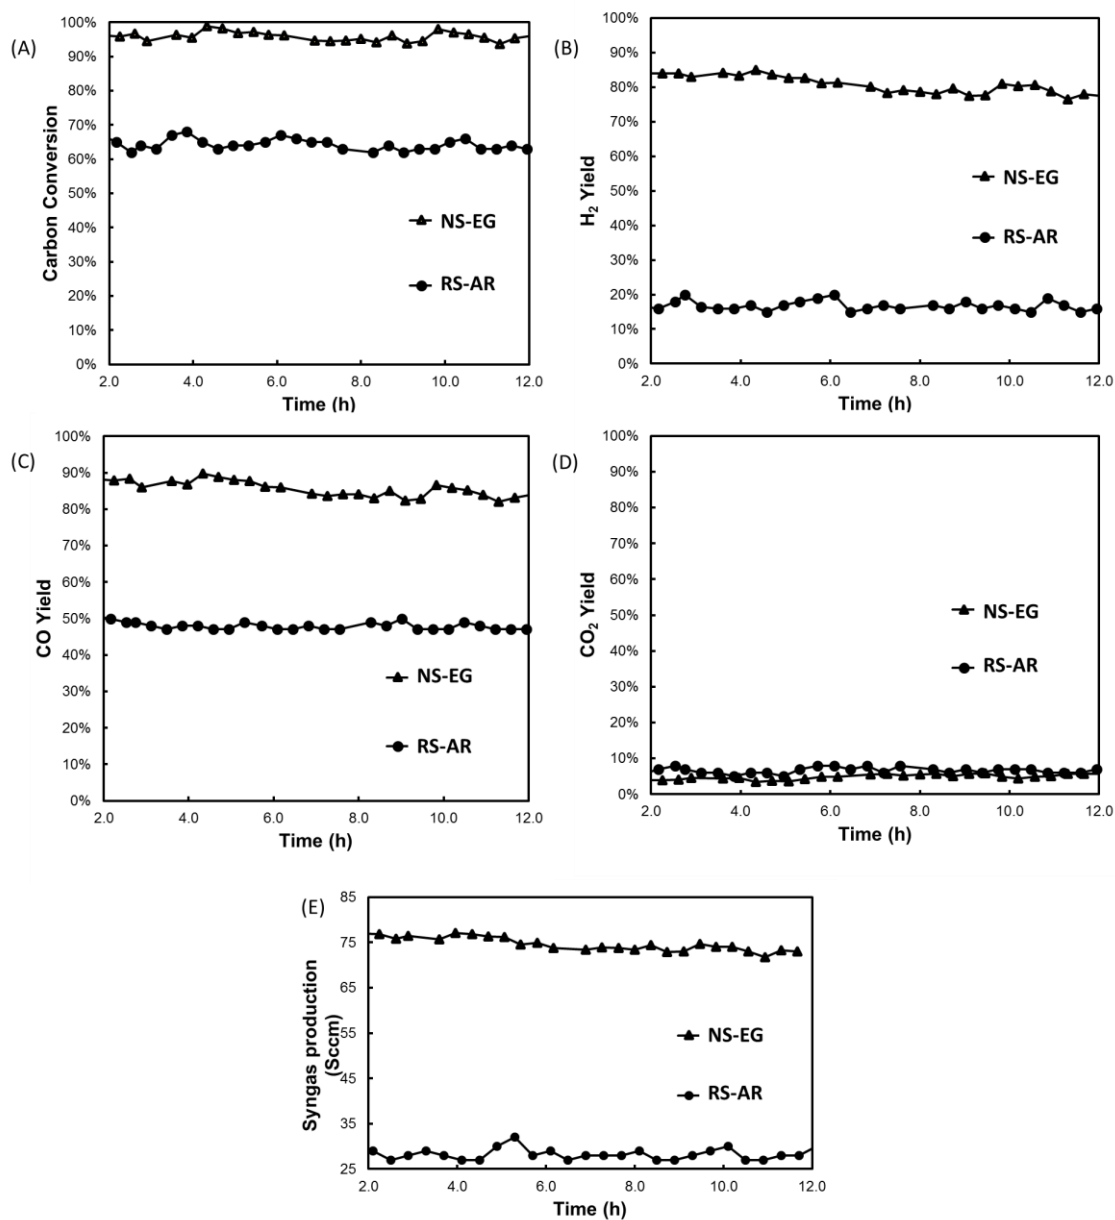 (A)
100%
90%
80%
70%
60%
50%
40%
30%
20%
10%
0%
Carbon Conversion
NS-EG
RS-AR
2.0 4.0 6.0 8.0 10.0 12.0
Time (h)
(B)
100%
90%
80%
70%
60%
50%
40%
30%
20%
10%
0%
H₂ Yield
NS-EG
RS-AR
2.0 4.0 6.0 8.0 10.0 12.0
Time (h)
(C)
100%
90%
80%
70%
60%
50%
40%
30%
20%
10%
0%
CO Yield
NS-EG
RS-AR
2.0 4.0 6.0 8.0 10.0 12.0
Time (h)
(D)
100%
90%
80%
70%
60%
50%
40%
30%
20%
10%
0%
CO₂ Yield
NS-EG
RS-AR
2.0 4.0 6.0 8.0 10.0 12.0
Time (h)
(E)
85
75
65
55
45
35
25
Syngas production
(Sccm)
NS-EG
RS-AR
2.0 4.0 6.0 8.0 10.0 12.0
Time (h)